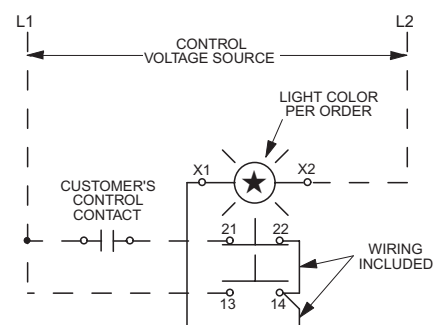 L1
L2
CONTROL
VOLTAGE SOURCE
LIGHT COLOR
PER ORDER
X1
X2
CUSTOMER'S
CONTROL
CONTACT
21
22
WIRING
INCLUDED
13
14